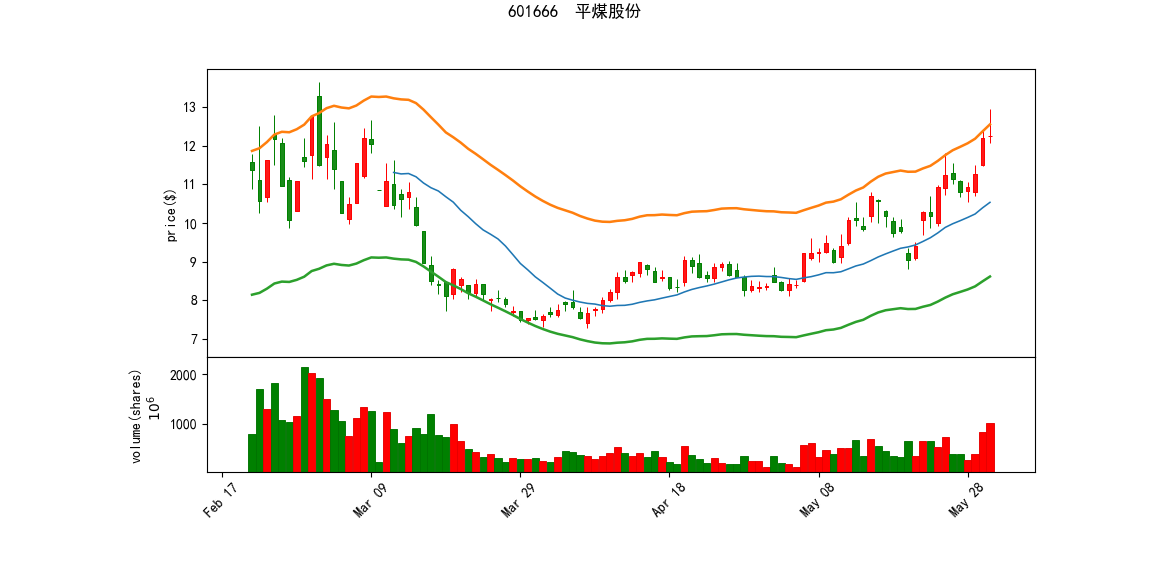 601666 平煤股份
price($)
13
12
11
10
9
8
7
volume(shares)
10^6
2000
1000
Feb 17
Mar 09
Mar 29
Apr 18
May 08
May 28